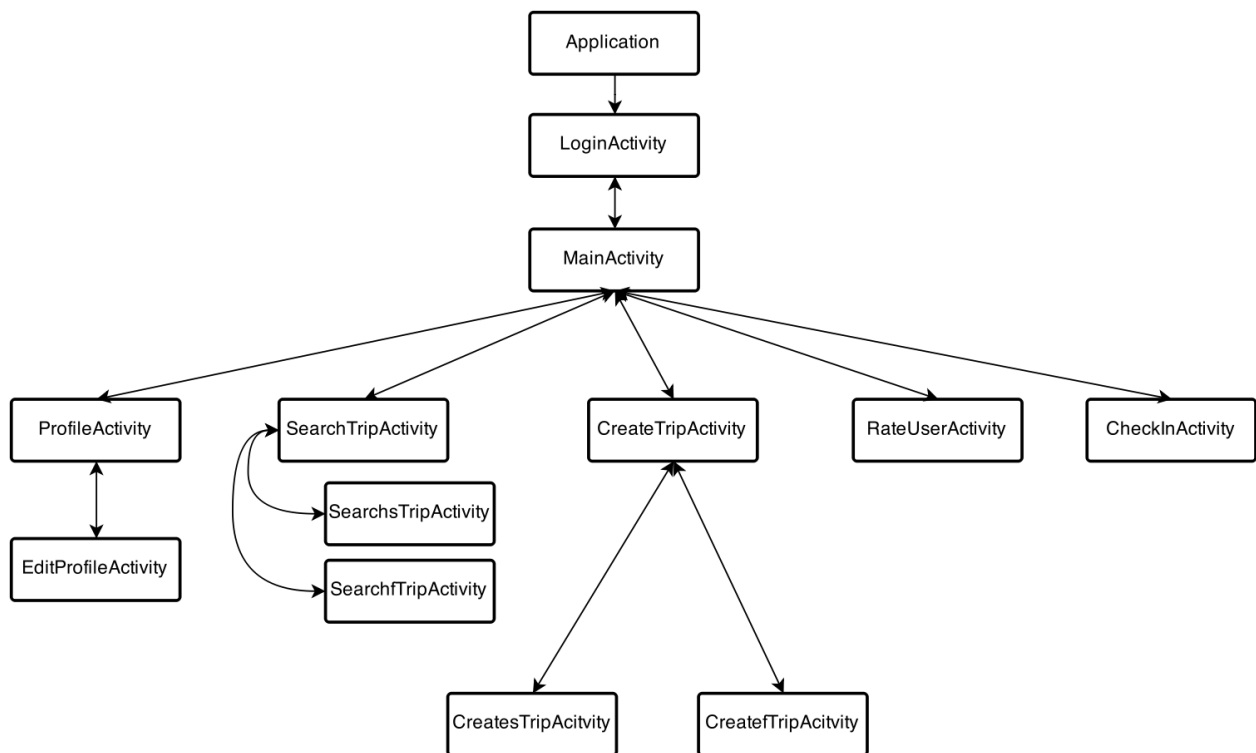 Application
LoginActivity
MainActivity
ProfileActivity
SearchTripActivity
CreateTripActivity
RateUserActivity
CheckInActivity
SearchsTripActivity
EditProfileActivity
SearchfTripActivity
CreatesTripAcitvity
CreatefTripAcitvity